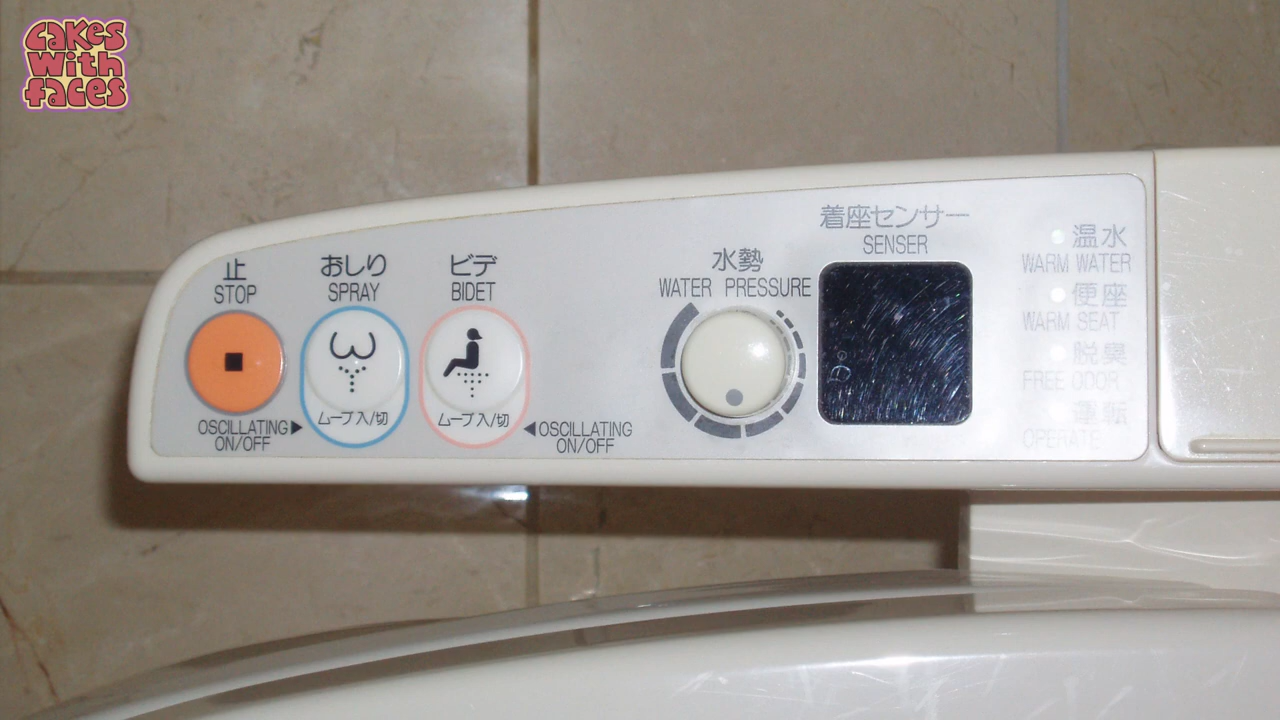 Cakes
With
faces
止
STOP
おしり
SPRAY
ビデ
BIDET
ムーブ入/切
ムーブ入/切
OSCILLATING
ON/OFF
OSCILLATING
ON/OFF
水勢
WATER PRESSURE
着座センサー
SENSER
温水
WARM WATER
便座
WARM SEAT
脱臭
FREE ODOR
運転
OPERATE